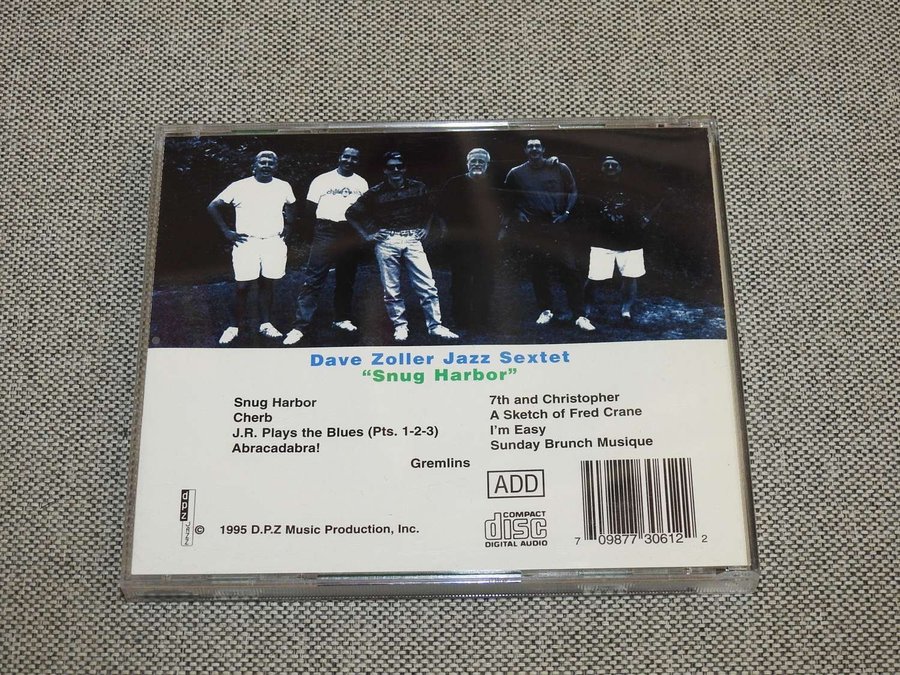 Dave Zoller Jazz Sextet
“Snug Harbor”
Snug Harbor
Cherb
J.R. Plays the Blues (Pts. 1-2-3)
Abracadabra!
7th and Christopher
A Sketch of Fred Crane
I'm Easy
Sunday Brunch Musique
Gremlins
ADD
COMPACT
disc
DIGITAL AUDIO
dpz
© 1995 D.P.Z Music Production, Inc.
7 09877 30612 2